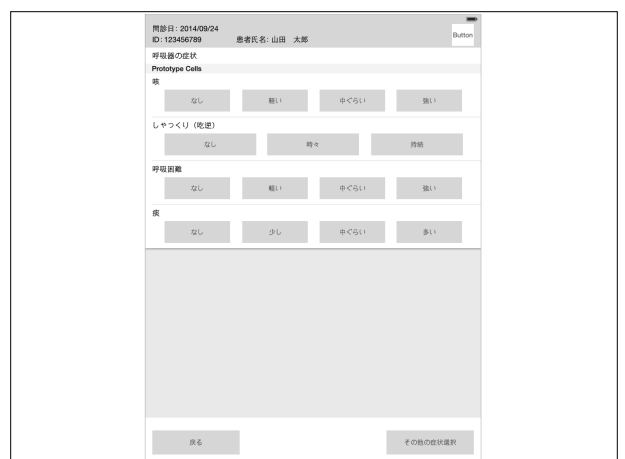 問診日: 2014/09/24
ID: 123456789 患者氏名: 山田 太郎
Button
呼吸器の症状
Prototype Cells
咳
なし 軽い 中ぐらい 強い
しゃっくり（吃逆）
なし 時々 持続
呼吸困難
なし 軽い 中ぐらい 強い
痰
なし 少し 中ぐらい 多い
戻る その他の症状選択